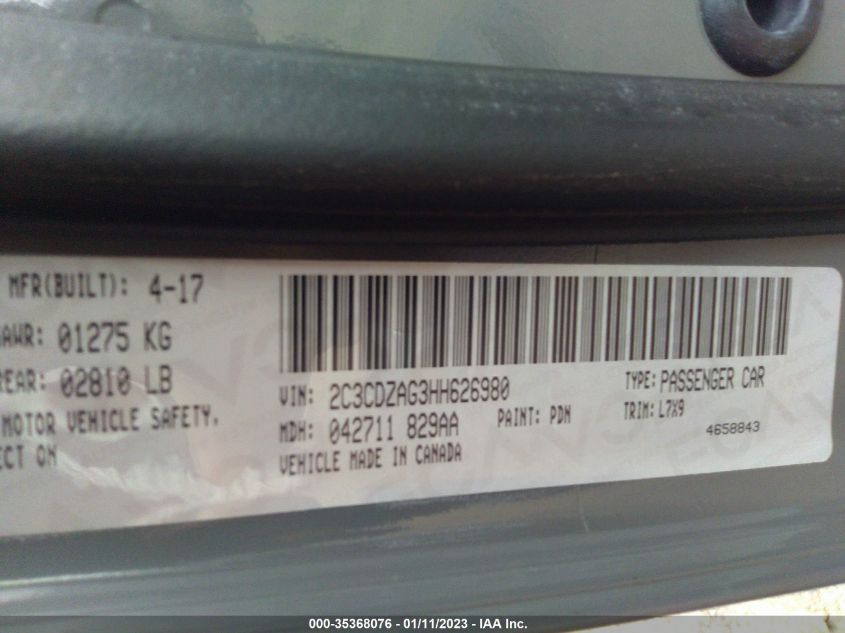 MFR(BUILT): 4-17
GAWR: 01275 KG
REAR: 02810 LB
MOTOR VEHICLE SAFETY,
ECT ON
VIN: 2C3CDZAG3HH626980
TYPE: PASSENGER CAR
MDH: 042711 829AA
PAINT: PDN
TRIM: L7X9
VEHICLE MADE IN CANADA
4658843
000-35368076 - 01/11/2023 - IAA Inc.